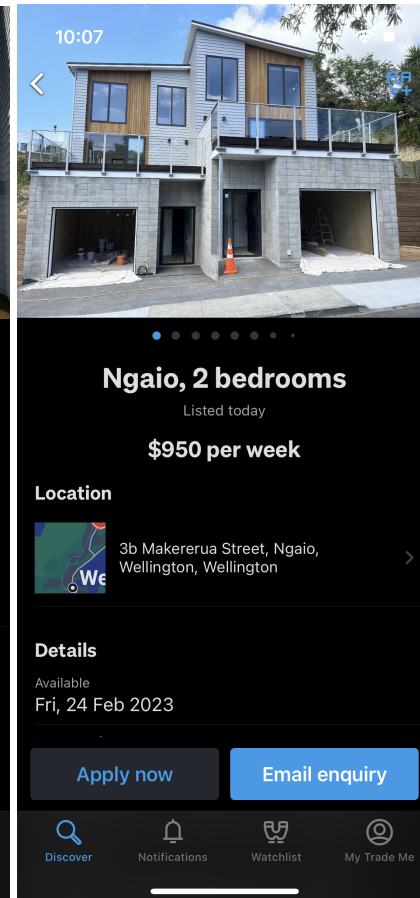 10:07
Ngaio, 2 bedrooms
Listed today
$950 per week
Location
We
3b Makererua Street, Ngaio,
Wellington, Wellington
Details
Available
Fri, 24 Feb 2023
Apply now
Email enquiry
Discover
Notifications
Watchlist
My Trade Me